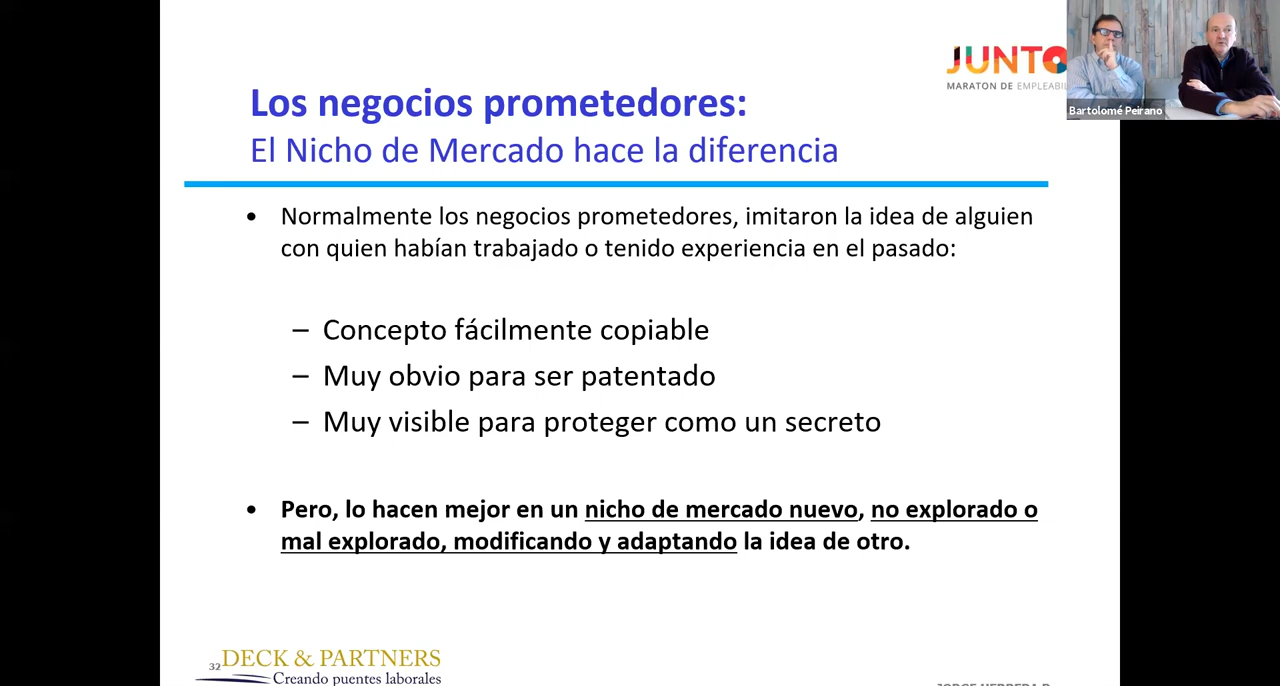 JUNTO
MARATON DE EMPLEABIL
Bartolomé Peirano
Los negocios prometedores:
El Nicho de Mercado hace la diferencia
• Normalmente los negocios prometedores, imitaron la idea de alguien
con quien habían trabajado o tenido experiencia en el pasado:
– Concepto fácilmente copiable
– Muy obvio para ser patentado
– Muy visible para proteger como un secreto
• Pero, lo hacen mejor en un nicho de mercado nuevo, no explorado o
mal explorado, modificando y adaptando la idea de otro.
32
DECK & PARTNERS
Creando puentes laborales
JORGE HERRERA